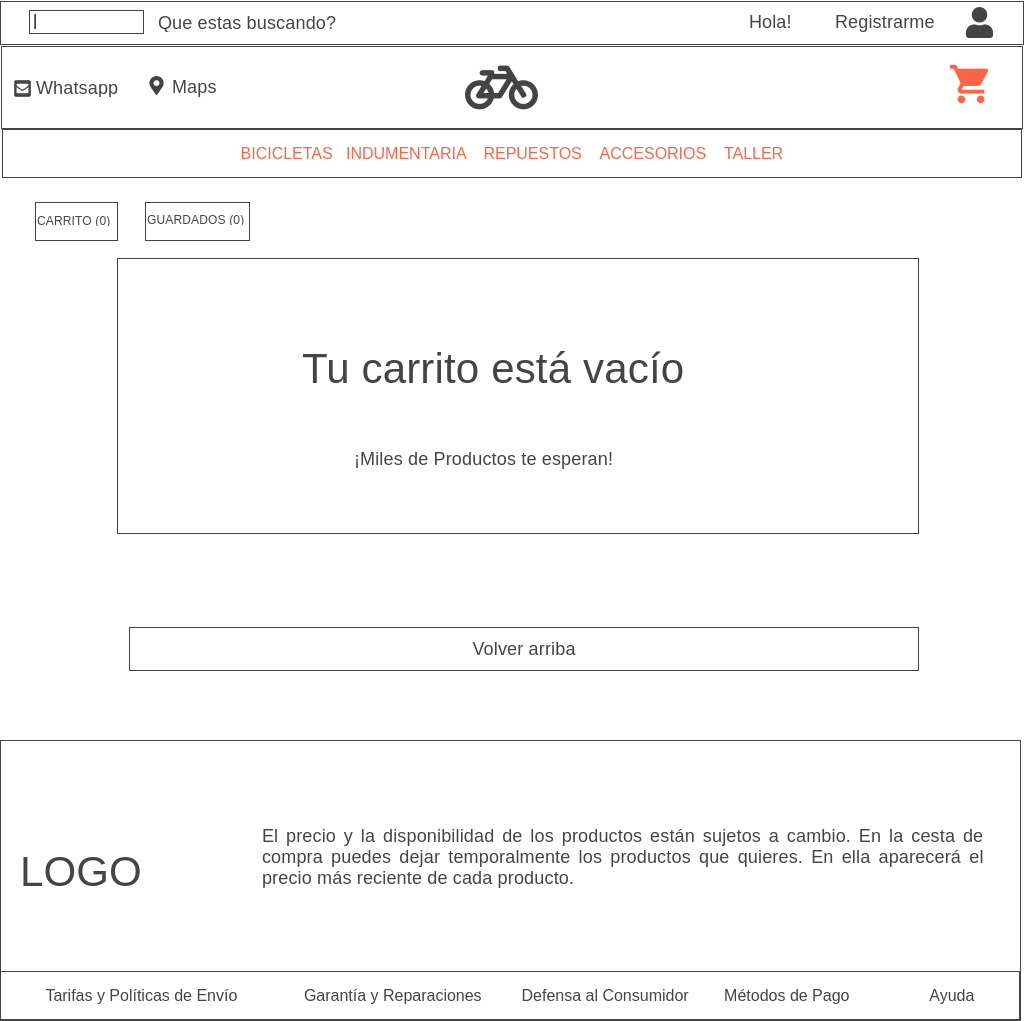 Que estas buscando? Hola! Registrarme
Whatsapp Maps
BICICLETAS INDUMENTARIA REPUESTOS ACCESORIOS TALLER
CARRITO (0) GUARDADOS (0)
Tu carrito está vacío
¡Miles de Productos te esperan!
Volver arriba
LOGO
El precio y la disponibilidad de los productos están sujetos a cambio. En la cesta de
compra puedes dejar temporalmente los productos que quieres. En ella aparecerá el
precio más reciente de cada producto.
Tarifas y Políticas de Envío Garantía y Reparaciones Defensa al Consumidor Métodos de Pago Ayuda